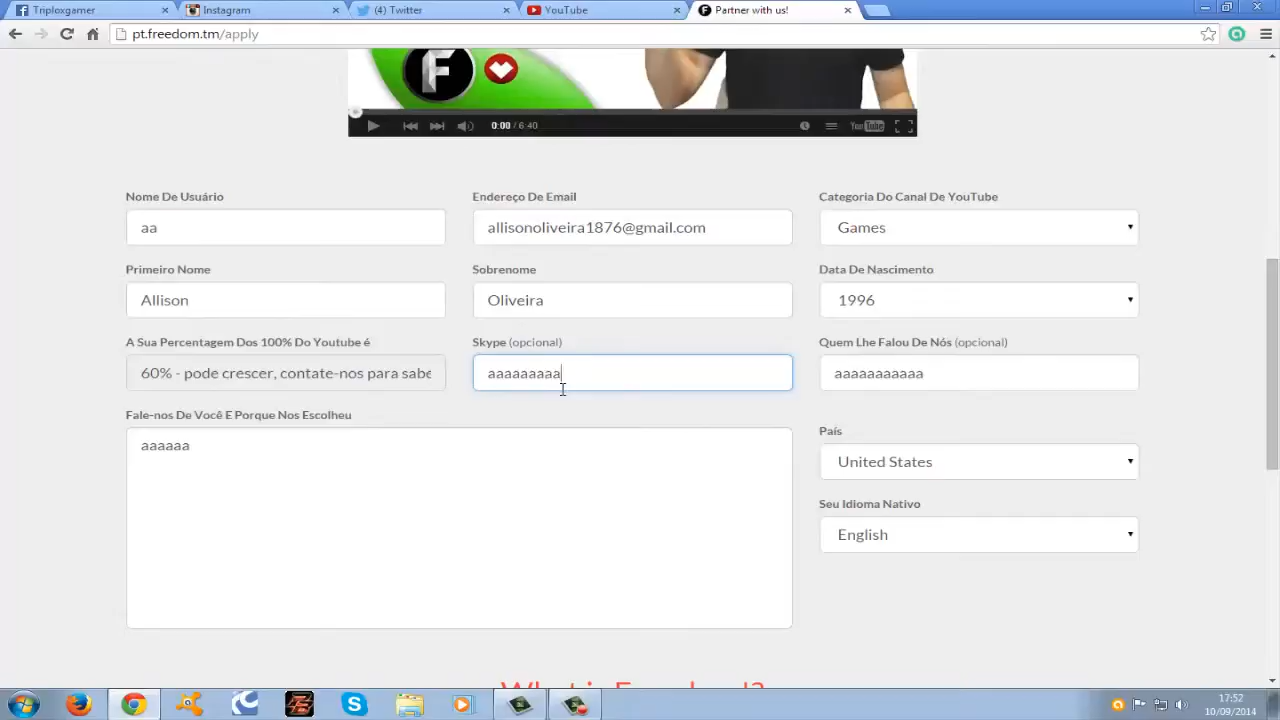 Triploxgamer
Instagram
(4) Twitter
YouTube
Partner with us!
pt.freedom.tm/apply
F
0:00 / 6:40
YouTube
Nome De Usuário
Endereço De Email
Categoria Do Canal De YouTube
aa
allisonoliveira1876@gmail.com
Games
Primeiro Nome
Sobrenome
Data De Nascimento
Allison
Oliveira
1996
A Sua Percentagem Dos 100% Do Youtube é
Skype (opcional)
Quem Lhe Falou De Nós (opcional)
60% - pode crescer, contate-nos para sabe
aaaaaaaaa
aaaaaaaaaaa
Fale-nos De Você E Porque Nos Escolheu
País
aaaaaa
United States
Seu Idioma Nativo
English
17:52
10/09/2014